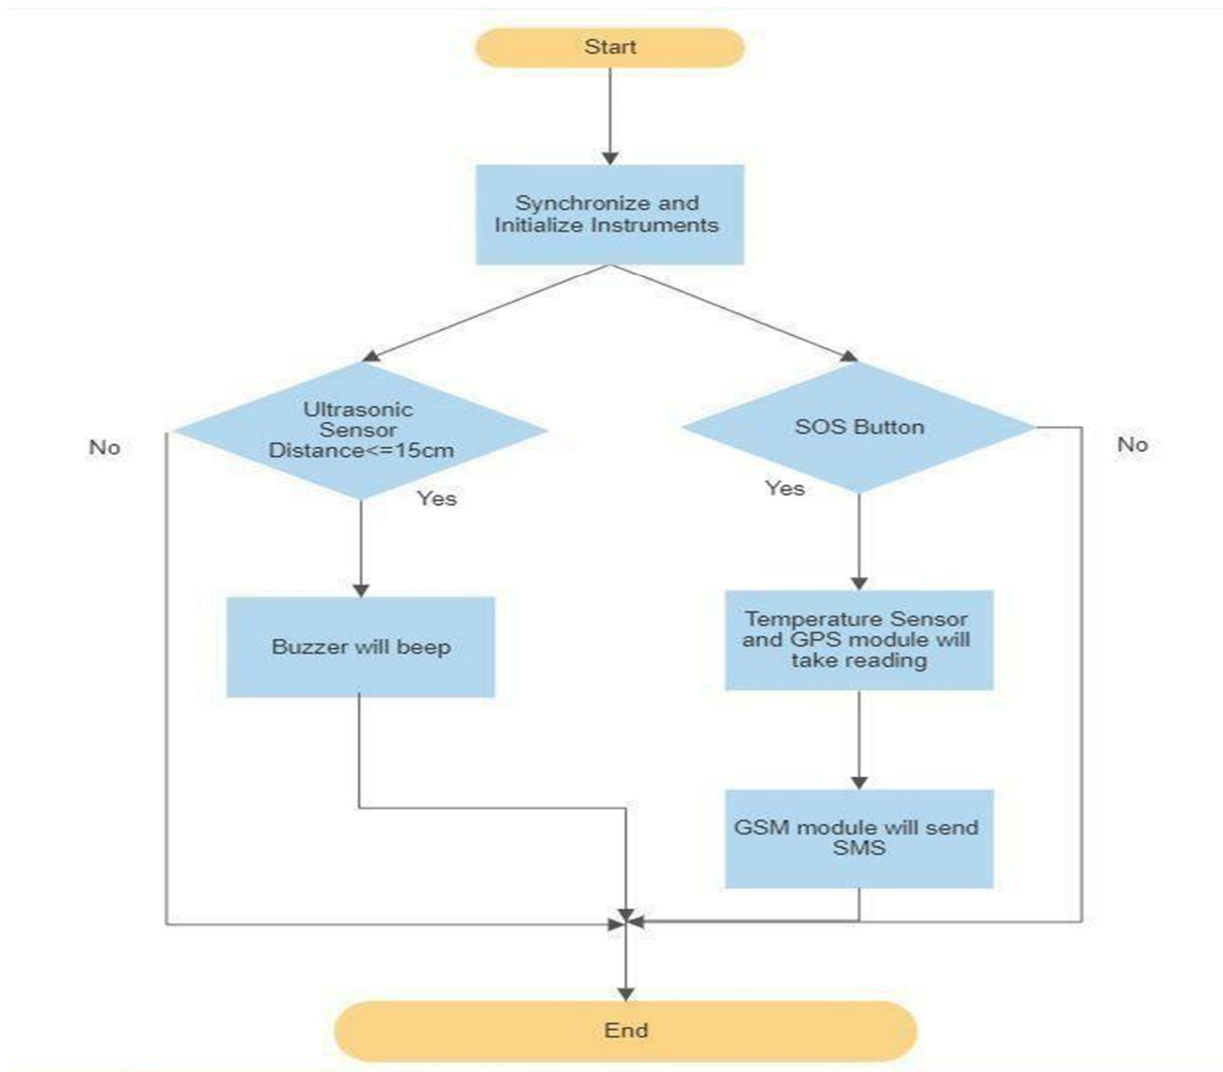 Start
Synchronize and
Initialize Instruments
Ultrasonic
Sensor
Distance<=15cm
SOS Button
No
No
Yes
Yes
Temperature Sensor
and GPS module will
take reading
Buzzer will beep
GSM module will send
SMS
End